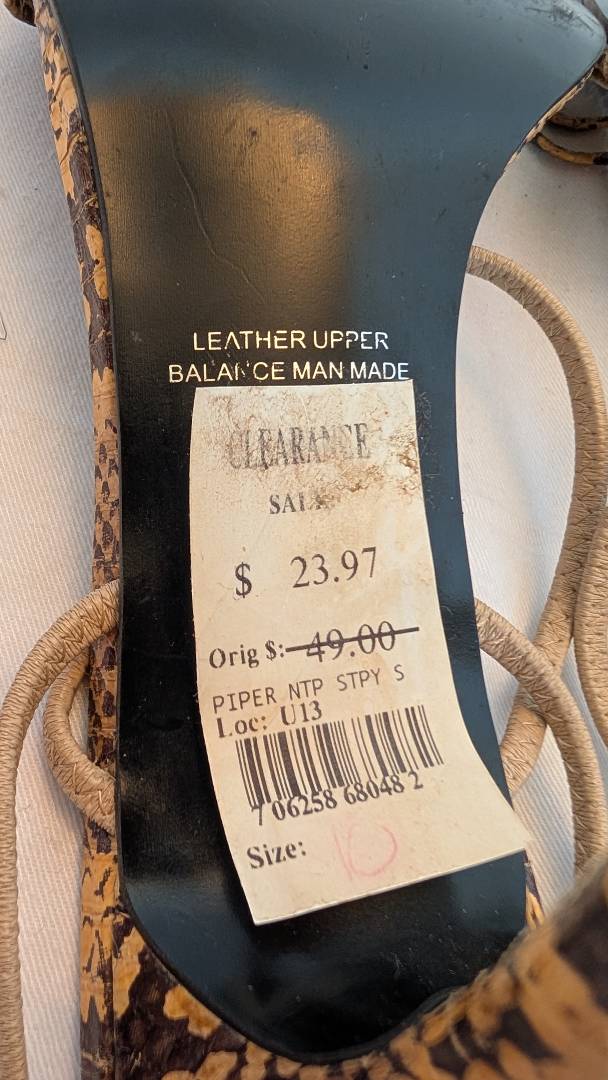 LEATHER UPPER
BALANCE MAN MADE
CLEARANCE
SALE
$ 23.97
Orig $: 49.00
PIPER NTP STPY S
Loc: U13
7 06258 68048 2
Size: 10